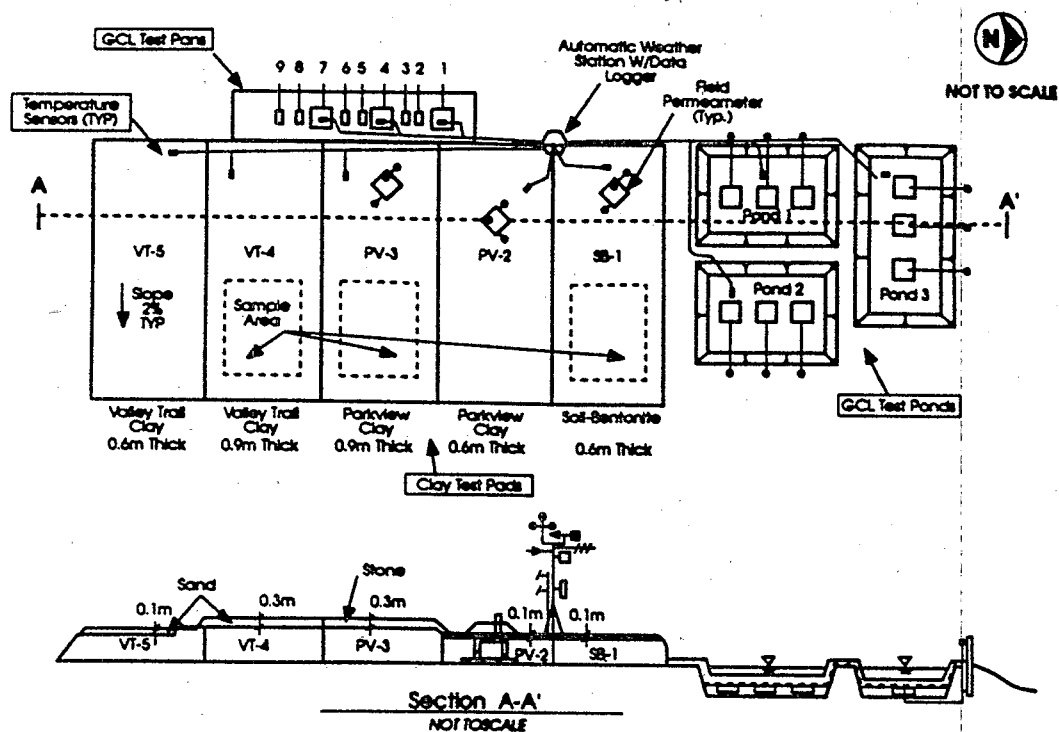 GCL Test Pans
9 8 7 6 5 4 3 2 1
Automatic Weather
Station W/Data
Logger
N
NOT TO SCALE
Temperature
Sensors (TYP)
Field
Permeameter
(Typ.)
A
A'
Pond 1
VT-5
VT-4
PV-3
PV-2
SB-1
Slope
2%
TYP
Sample
Area
Pond 2
Pond 3
GCL Test Ponds
Valley Trail
Clay
0.6m Thick
Valley Trail
Clay
0.9m Thick
Parkview
Clay
0.9m Thick
Parkview
Clay
0.6m Thick
Soil-Bentonite
0.6m Thick
Clay Test Pads
Sand
Stone
0.1m
0.3m
0.3m
0.1m
0.1m
VT-5
VT-4
PV-3
PV-2
SB-1
Section A-A'
NOT TOSCALE